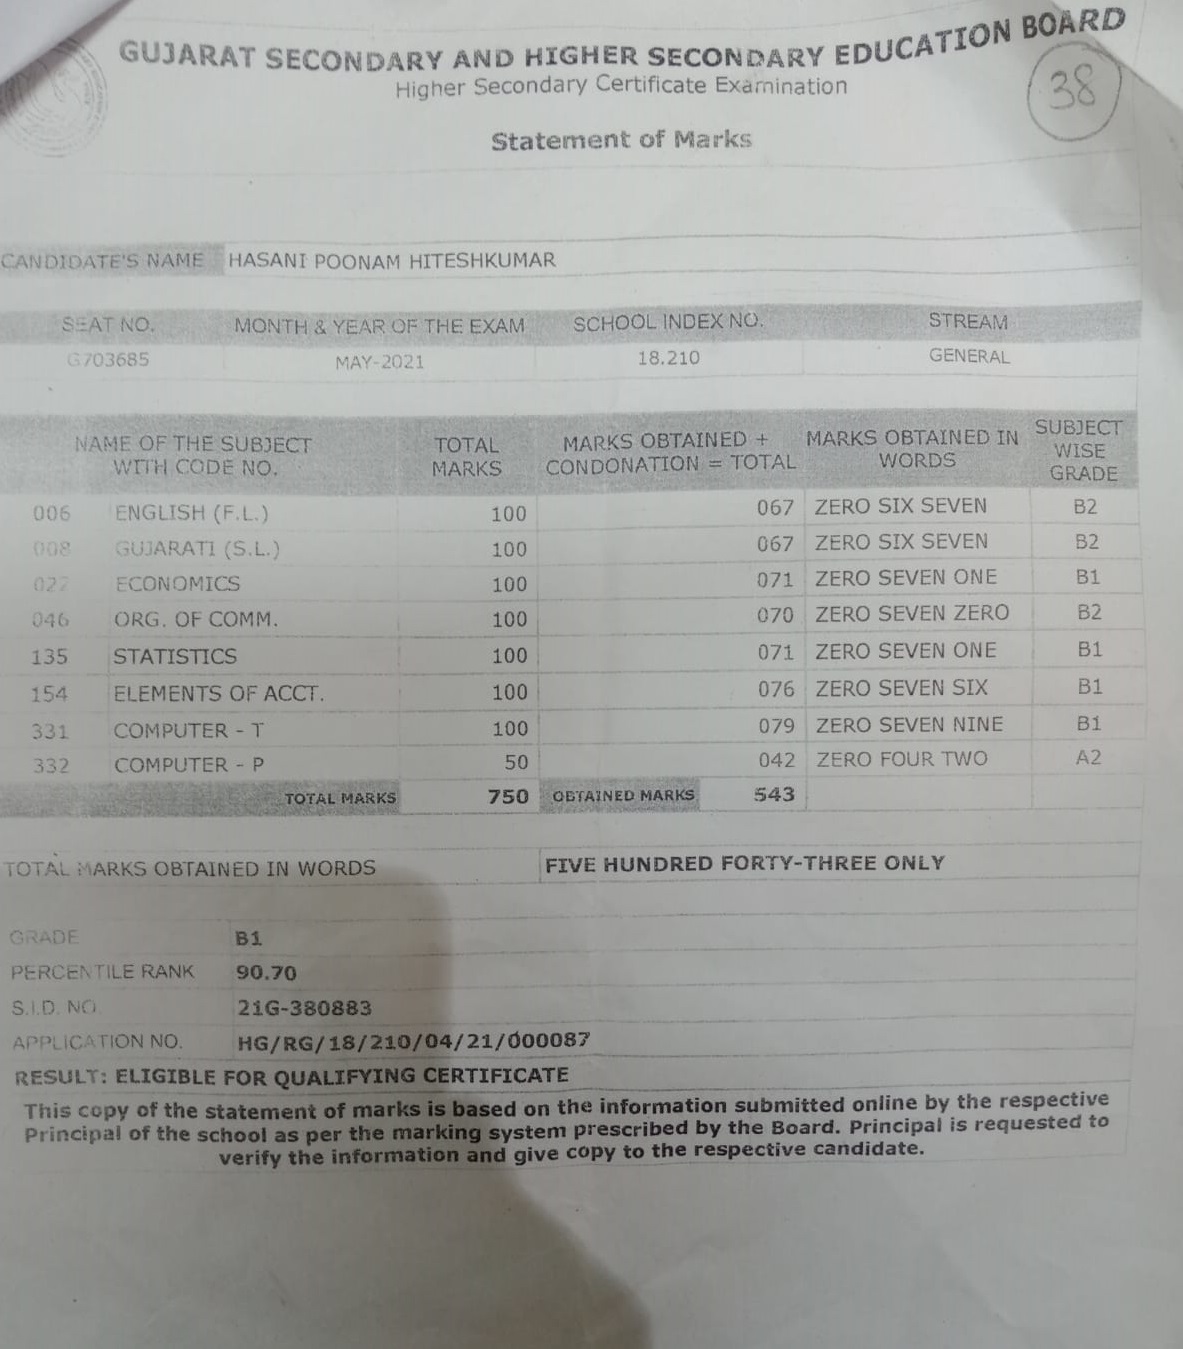 GUJARAT SECONDARY AND HIGHER SECONDARY EDUCATION BOARD
38
Higher Secondary Certificate Examination
Statement of Marks
CANDIDATE'S NAME HASANI POONAM HITESHKUMAR
SEAT NO. MONTH & YEAR OF THE EXAM SCHOOL INDEX NO. STREAM
G703685 MAY-2021 18.210 GENERAL
NAME OF THE SUBJECT WITH CODE NO. TOTAL MARKS MARKS OBTAINED + CONDONATION = TOTAL MARKS OBTAINED IN WORDS SUBJECT WISE GRADE
006 ENGLISH (F.L.) 100 067 ZERO SIX SEVEN B2
008 GUJARATI (S.L.) 100 067 ZERO SIX SEVEN B2
022 ECONOMICS 100 071 ZERO SEVEN ONE B1
046 ORG. OF COMM. 100 070 ZERO SEVEN ZERO B2
135 STATISTICS 100 071 ZERO SEVEN ONE B1
154 ELEMENTS OF ACCT. 100 076 ZERO SEVEN SIX B1
331 COMPUTER - T 100 079 ZERO SEVEN NINE B1
332 COMPUTER - P 50 042 ZERO FOUR TWO A2
TOTAL MARKS 750 OBTAINED MARKS 543
TOTAL MARKS OBTAINED IN WORDS FIVE HUNDRED FORTY-THREE ONLY
GRADE B1
PERCENTILE RANK 90.70
S.I.D. NO. 21G-380883
APPLICATION NO. HG/RG/18/210/04/21/000087
RESULT: ELIGIBLE FOR QUALIFYING CERTIFICATE
This copy of the statement of marks is based on the information submitted online by the respective
Principal of the school as per the marking system prescribed by the Board. Principal is requested to
verify the information and give copy to the respective candidate.